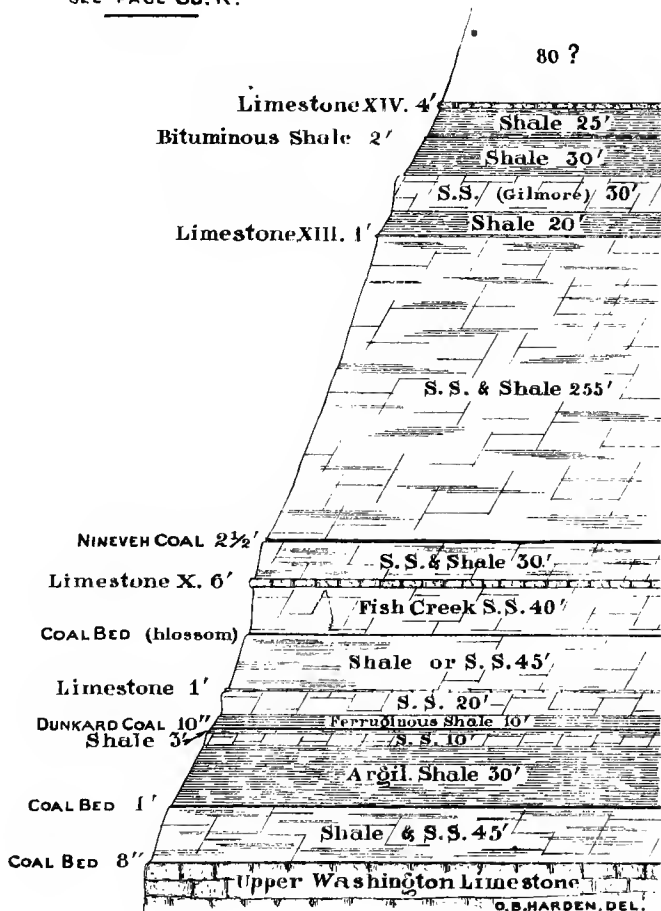 SEE PAGE
80 ?
Limestone XIV. 4'
Shale 25'
Bituminous Shale 2'
Shale 30'
S.S. (Gilmore) 30'
Shale 20'
Limestone XIII. 1'
S.S. & Shale 255'
NINEVEH COAL 2½'
S.S. & Shale 30'
Limestone X. 6'
Fish Creek S.S. 40'
COAL BED (blossom)
Shale or S.S. 45'
Limestone 1'
S.S. 20'
DUNKARD COAL 10"
Ferruginous Shale 10'
Shale 3'
S.S. 10'
Argil. Shale 30'
COAL BED 1'
Shale & S.S. 45'
COAL BED 8"
Upper Washington Limestone
O.B. HARDEN, DEL.